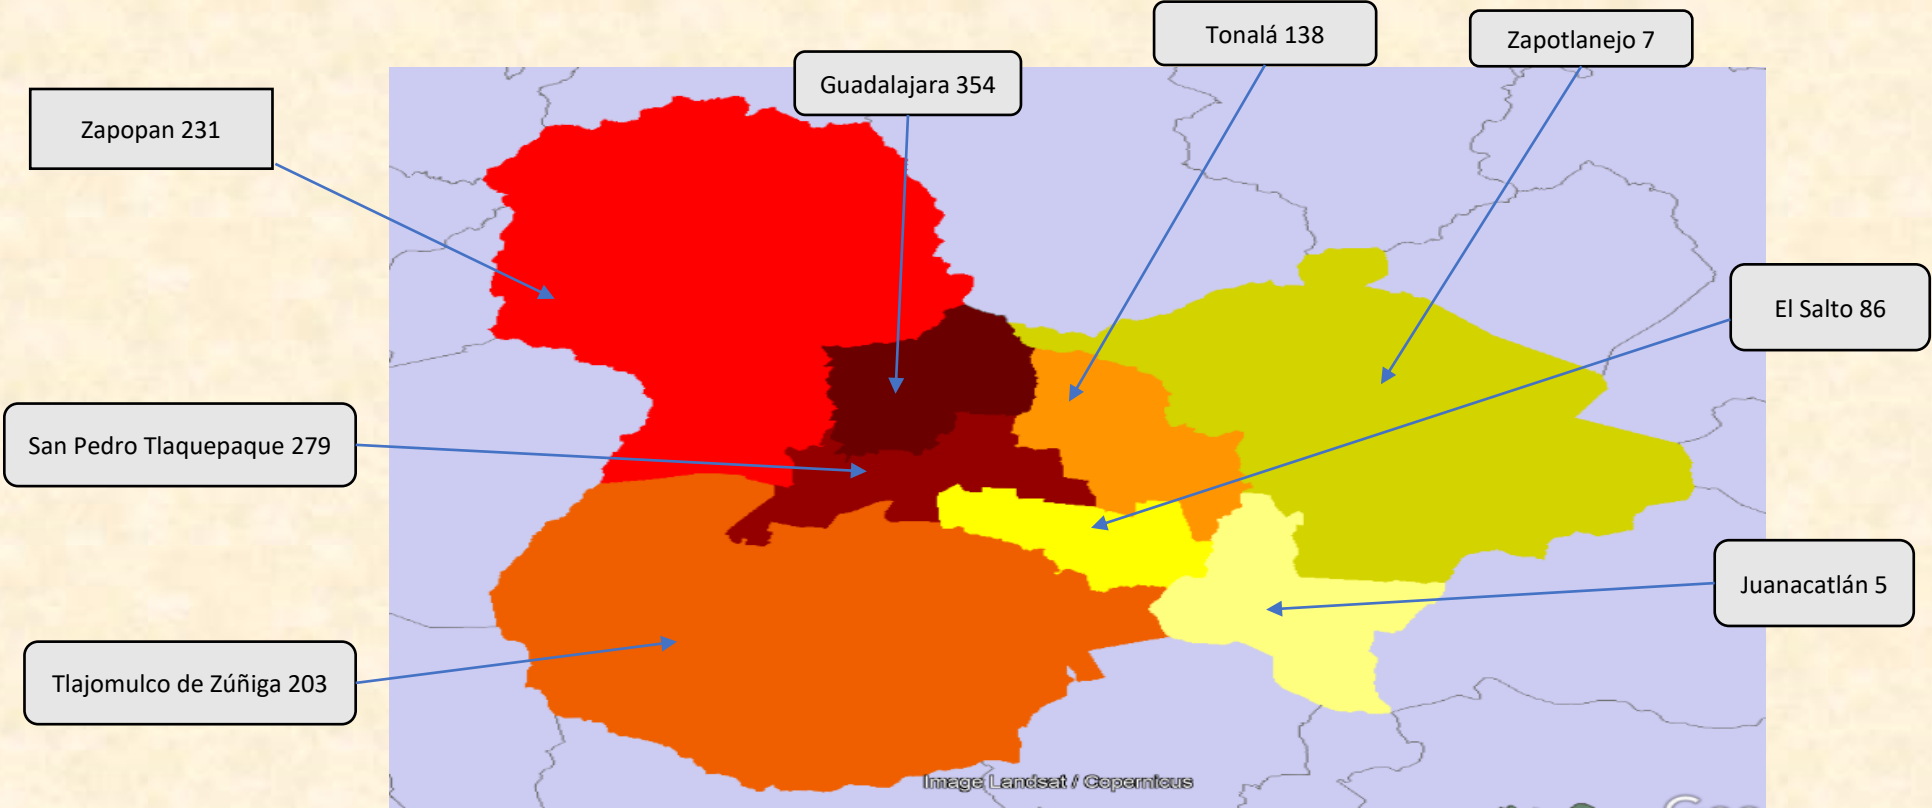 Tonalá 138
Zapotlanejo 7
Guadalajara 354
Zapopan 231
El Salto 86
San Pedro Tlaquepaque 279
Juanacatlán 5
Tlajomulco de Zúñiga 203
Image Landsat / Copernicus